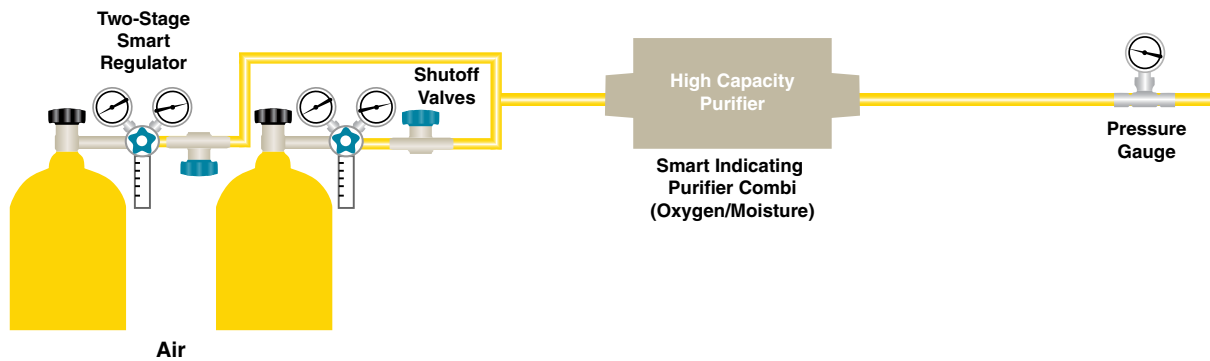 Two-Stage
Smart
Regulator
Shutoff
Valves
High Capacity
Purifier
Smart Indicating
Purifier Combi
(Oxygen/Moisture)
Pressure
Gauge
Air